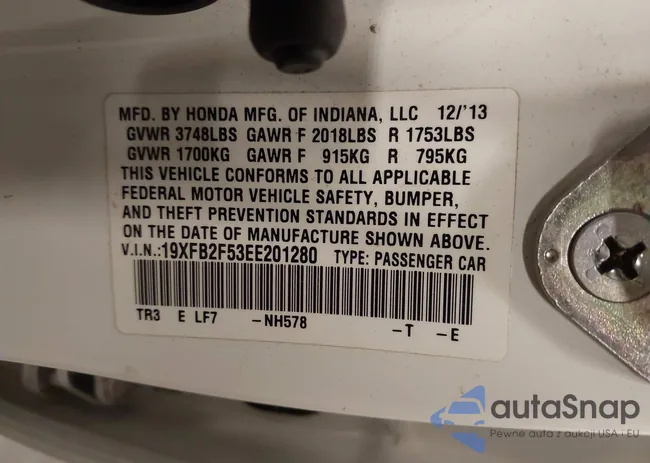 MFD. BY HONDA MFG. OF INDIANA, LLC 12/'13
GVWR 3748LBS GAWR F 2018LBS R 1753LBS
GVWR 1700KG GAWR F 915KG R 795KG
THIS VEHICLE CONFORMS TO ALL APPLICABLE
FEDERAL MOTOR VEHICLE SAFETY, BUMPER,
AND THEFT PREVENTION STANDARDS IN EFFECT
ON THE DATE OF MANUFACTURE SHOWN ABOVE.
V.I.N.:19XFB2F53EE201280 TYPE: PASSENGER CAR
TR3 E LF7 -NH578 -T -E
autaSnap
Pewne auta z aukcji USA i EU